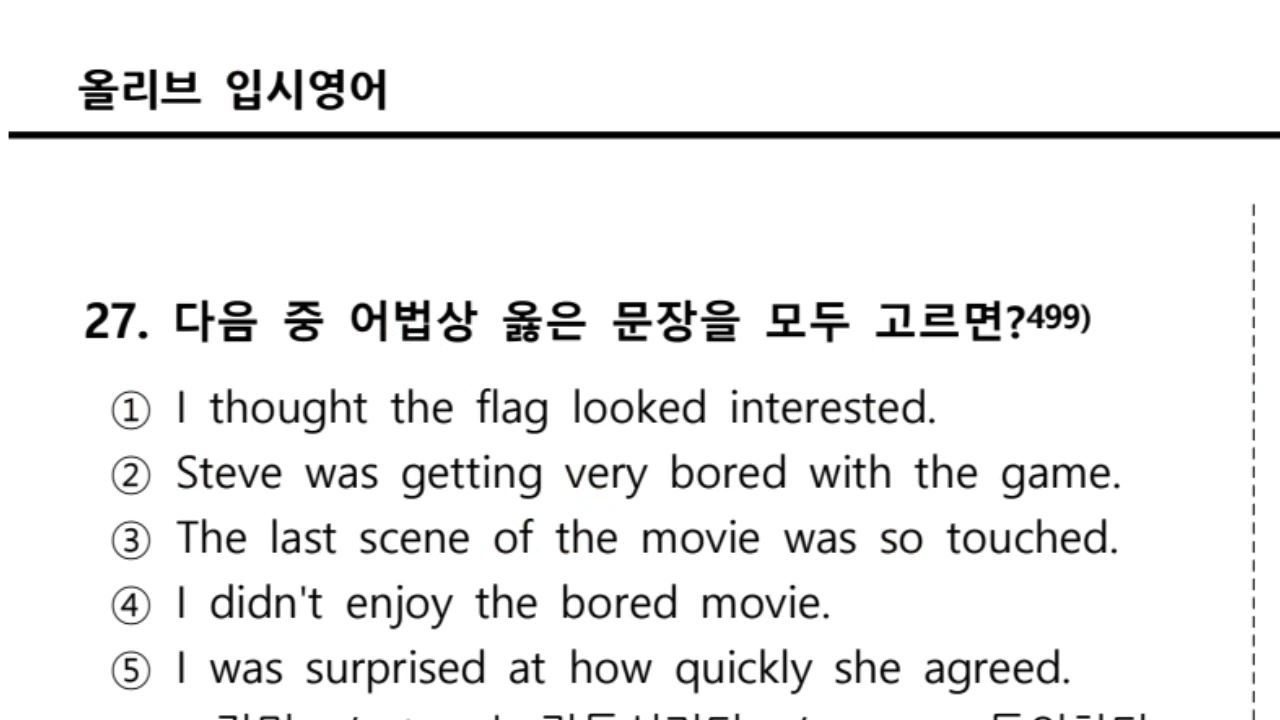 올리브 입시영어
27. 다음 중 어법상 옳은 문장을 모두 고르면?499)
① I thought the flag looked interested.
② Steve was getting very bored with the game.
③ The last scene of the movie was so touched.
④ I didn't enjoy the bored movie.
⑤ I was surprised at how quickly she agreed.